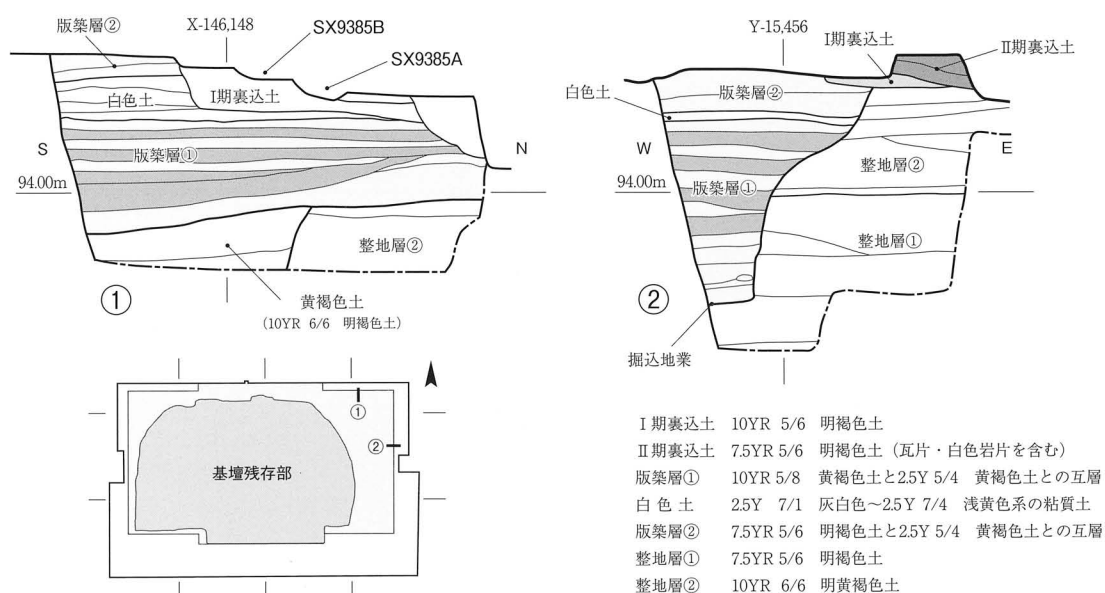 版築層②
X-146,148
SX9385B
SX9385A
白色土
Ⅰ期裏込土
S
版築層①
N
94.00m
整地層②
①
黄褐色土
(10YR 6/6 明褐色土)
Y-15,456
Ⅰ期裏込土
Ⅱ期裏込土
白色土
版築層②
W
E
整地層②
94.00m
版築層①
整地層①
②
掘込地業
①
②
基壇残存部
Ⅰ期裏込土 10YR 5/6 明褐色土
Ⅱ期裏込土 7.5YR 5/6 明褐色土(瓦片・白色岩片を含む)
版築層① 10YR 5/8 黄褐色土と2.5Y 5/4 黄褐色土との互層
白色土 2.5Y 7/1 灰白色~2.5Y 7/4 浅黄色系の粘質土
版築層② 7.5YR 5/6 明褐色土と2.5Y 5/4 黄褐色土との互層
整地層① 7.5YR 5/6 明褐色土
整地層② 10YR 6/6 明黄褐色土